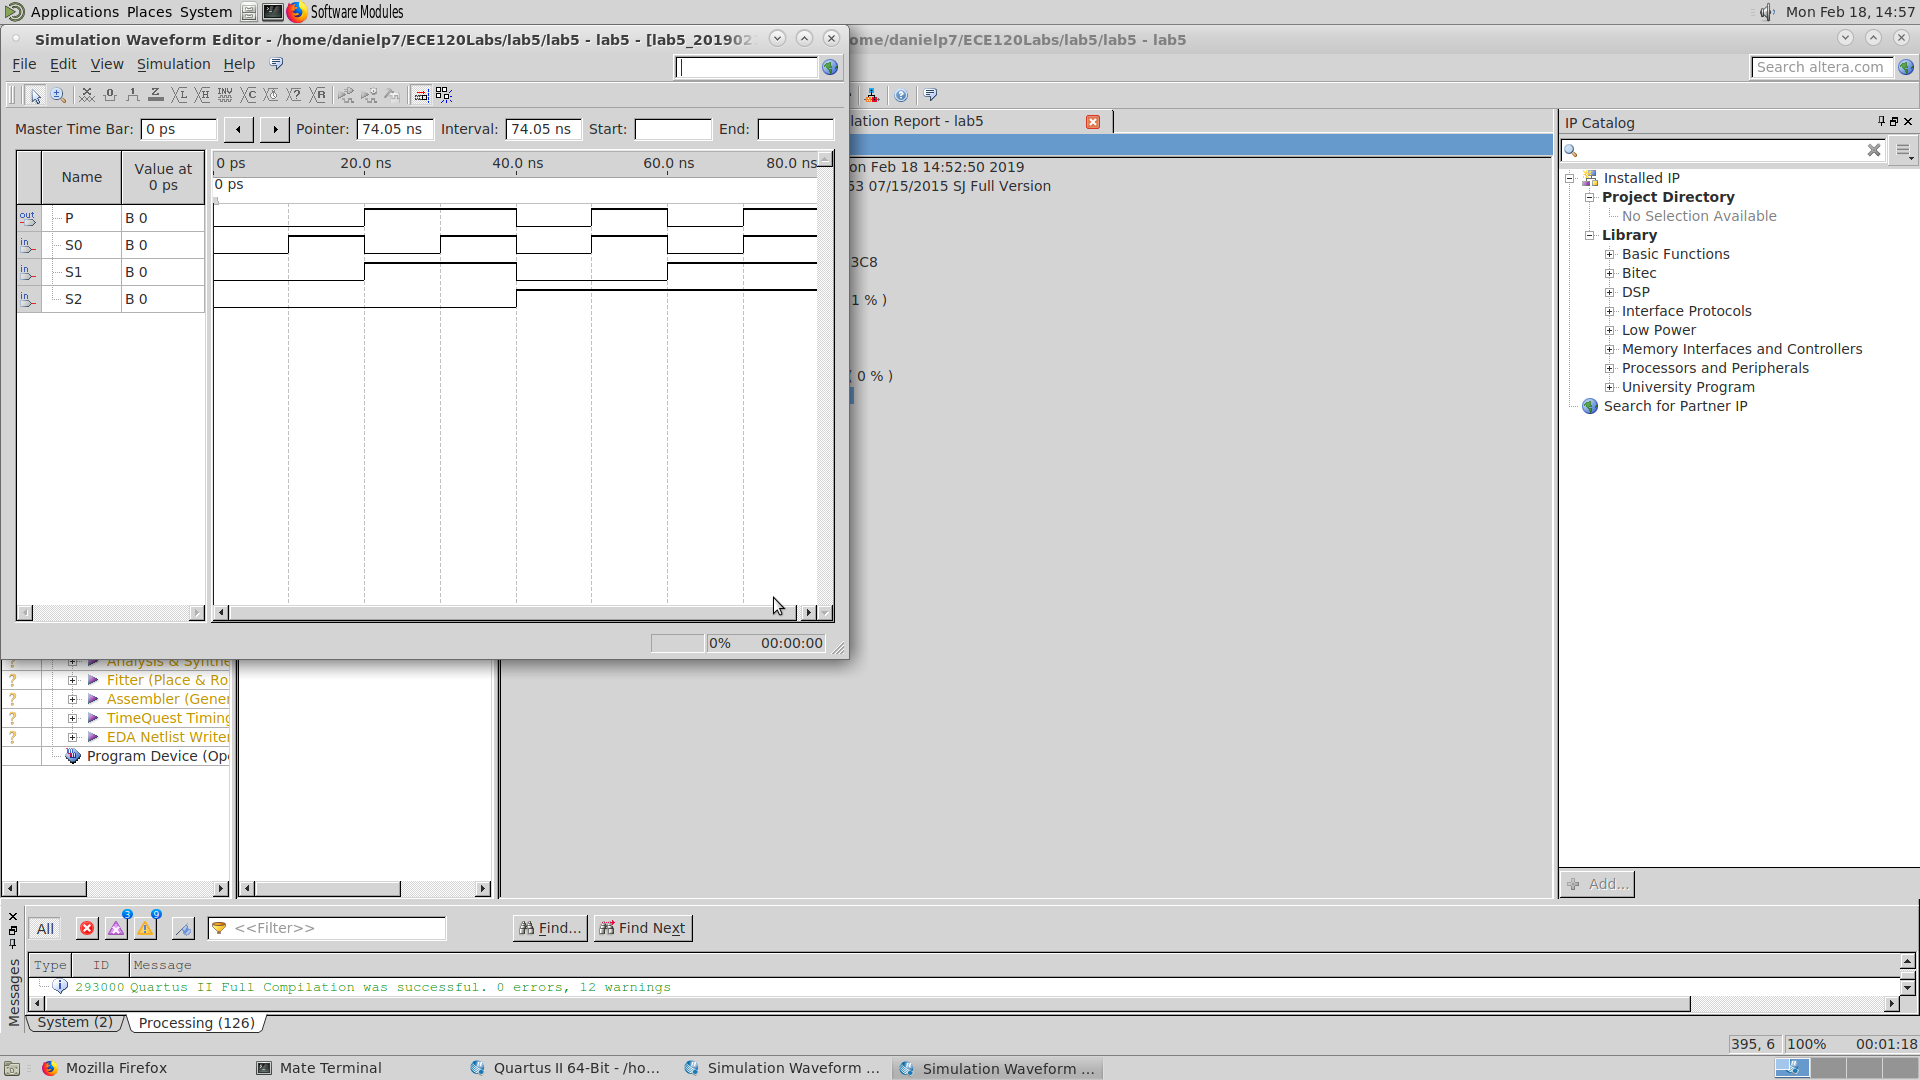 Applications Places System Software Modules Mon Feb 18, 14:57
Simulation Waveform Editor - /home/danielp7/ECE120Labs/lab5/lab5 - lab5 - [lab5_20190
ome/danielp7/ECE120Labs/lab5/lab5 - lab5
File Edit View Simulation Help
Search altera.com
Master Time Bar: 0 ps Pointer: 74.05 ns Interval: 74.05 ns Start: End:
lation Report - lab5
IP Catalog
Name Value at 0 ps
0 ps 20.0 ns 40.0 ns 60.0 ns 80.0 ns
0 ps
P B 0
S0 B 0
S1 B 0
S2 B 0
on Feb 18 14:52:50 2019
53 07/15/2015 SJ Full Version
3C8
1 % )
( 0 % )
Installed IP
Project Directory
No Selection Available
Library
Basic Functions
Bitec
DSP
Interface Protocols
Low Power
Memory Interfaces and Controllers
Processors and Peripherals
University Program
Search for Partner IP
0% 00:00:00
Analysis & Synthe
Fitter (Place & Ro
Assembler (Gener
TimeQuest Timing
EDA Netlist Writer
Program Device (Op
Add...
All 3 9 <<Filter>> Find... Find Next
Type ID Message
293000 Quartus II Full Compilation was successful. 0 errors, 12 warnings
Messages
System (2) Processing (126)
395, 6 100% 00:01:18
Mozilla Firefox Mate Terminal Quartus II 64-Bit - /ho... Simulation Waveform ... Simulation Waveform ...